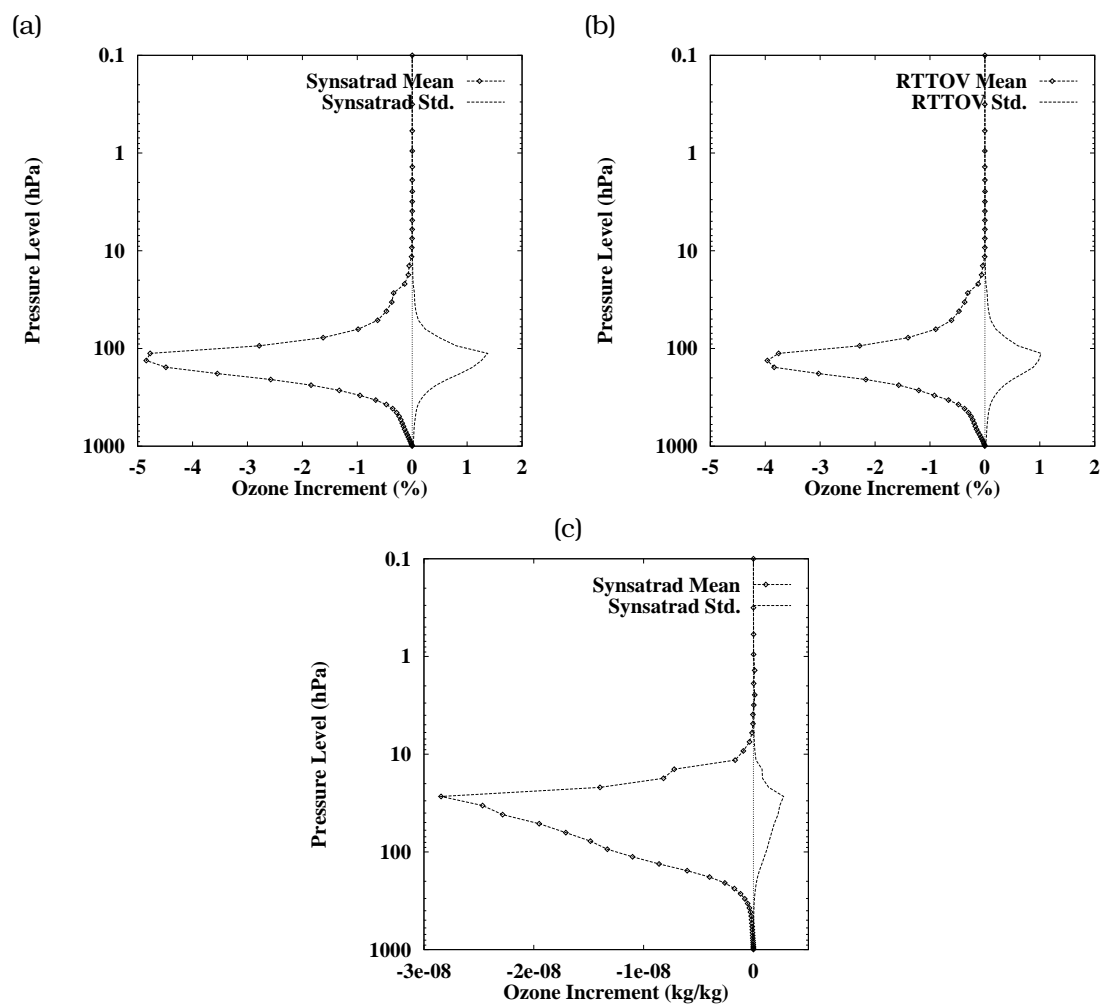 (a)
0.1
Synsatrad Mean
Synsatrad Std.
1
Pressure Level (hPa)
10
100
1000
-5 -4 -3 -2 -1 0 1 2
Ozone Increment (%)
(b)
0.1
RTTOV Mean
RTTOV Std.
1
Pressure Level (hPa)
10
100
1000
-5 -4 -3 -2 -1 0 1 2
Ozone Increment (%)
(c)
0.1
Synsatrad Mean
Synsatrad Std.
1
Pressure Level (hPa)
10
100
1000
-3e-08 -2e-08 -1e-08 0
Ozone Increment (kg/kg)